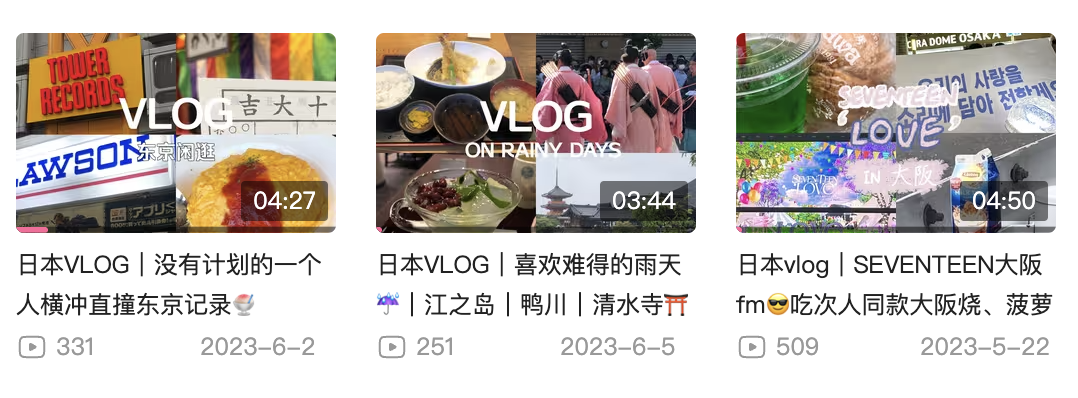 TOWER
RECORDS
VLOG
吉大十
LAWSON
东京闲逛
アプリ
04:27
日本VLOG｜没有计划的一个
人横冲直撞东京记录🍧
331
2023-6-2
VLOG
ON RAINY DAYS
03:44
日本VLOG｜喜欢难得的雨天
☔️｜江之岛｜鸭川｜清水寺⛩️
251
2023-6-5
DOME OSAKA
우리의 사랑을
담아 전할게요
SEVENTEEN
LOVE
SEVENTEEN
LOVE
IN 大阪
04:50
日本vlog｜SEVENTEEN大阪
fm😎吃次人同款大阪烧、菠萝
509
2023-5-22